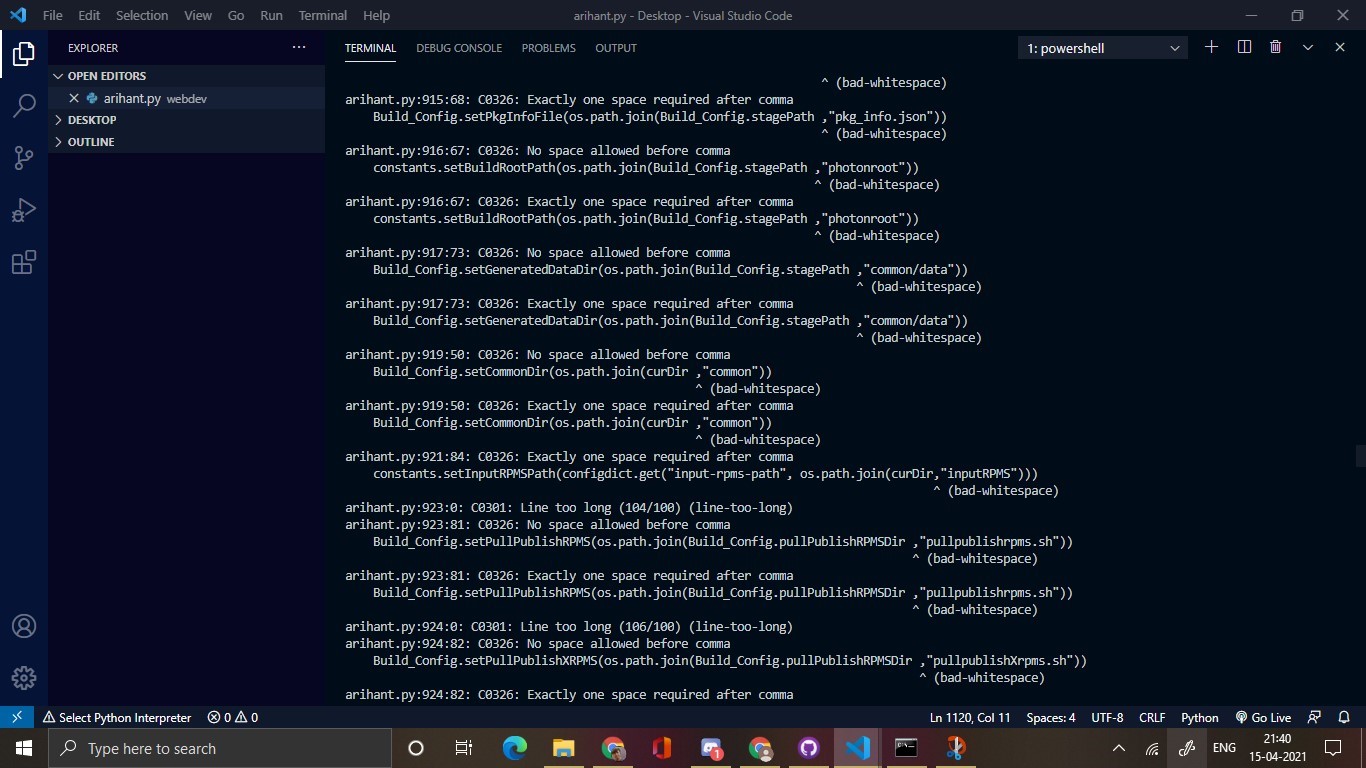 File Edit Selection View Go Run Terminal Help arihant.py - Desktop - Visual Studio Code
EXPLORER
OPEN EDITORS
arihant.py webdev
DESKTOP
OUTLINE
TERMINAL DEBUG CONSOLE PROBLEMS OUTPUT 1: powershell
^ (bad-whitespace)
arihant.py:915:68: C0326: Exactly one space required after comma
Build_Config.setPkgInfoFile(os.path.join(Build_Config.stagePath ,"pkg_info.json"))
^ (bad-whitespace)
arihant.py:916:67: C0326: No space allowed before comma
constants.setBuildRootPath(os.path.join(Build_Config.stagePath ,"photonroot"))
^ (bad-whitespace)
arihant.py:916:67: C0326: Exactly one space required after comma
constants.setBuildRootPath(os.path.join(Build_Config.stagePath ,"photonroot"))
^ (bad-whitespace)
arihant.py:917:73: C0326: No space allowed before comma
Build_Config.setGeneratedDataDir(os.path.join(Build_Config.stagePath ,"common/data"))
^ (bad-whitespace)
arihant.py:917:73: C0326: Exactly one space required after comma
Build_Config.setGeneratedDataDir(os.path.join(Build_Config.stagePath ,"common/data"))
^ (bad-whitespace)
arihant.py:919:50: C0326: No space allowed before comma
Build_Config.setCommonDir(os.path.join(curDir ,"common"))
^ (bad-whitespace)
arihant.py:919:50: C0326: Exactly one space required after comma
Build_Config.setCommonDir(os.path.join(curDir ,"common"))
^ (bad-whitespace)
arihant.py:921:84: C0326: Exactly one space required after comma
constants.setInputRPMSPath(configdict.get("input-rpms-path", os.path.join(curDir,"inputRPMS")))
^ (bad-whitespace)
arihant.py:923:0: C0301: Line too long (104/100) (line-too-long)
arihant.py:923:81: C0326: No space allowed before comma
Build_Config.setPullPublishRPMS(os.path.join(Build_Config.pullPublishRPMSDir ,"pullpublishrpms.sh"))
^ (bad-whitespace)
arihant.py:923:81: C0326: Exactly one space required after comma
Build_Config.setPullPublishRPMS(os.path.join(Build_Config.pullPublishRPMSDir ,"pullpublishrpms.sh"))
^ (bad-whitespace)
arihant.py:924:0: C0301: Line too long (106/100) (line-too-long)
arihant.py:924:82: C0326: No space allowed before comma
Build_Config.setPullPublishXRPMS(os.path.join(Build_Config.pullPublishRPMSDir ,"pullpublishXrpms.sh"))
^ (bad-whitespace)
arihant.py:924:82: C0326: Exactly one space required after comma
Select Python Interpreter 0 0 Ln 1120, Col 11 Spaces: 4 UTF-8 CRLF Python Go Live
Type here to search 1 ENG 21:40
15-04-2021